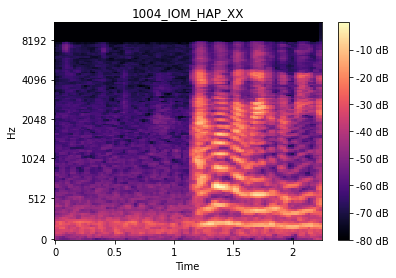 1004_IOM_HAP_XX
8192
4096
2048
1024
512
0
Hz
0
0.5
1
1.5
2
Time
-10 dB
-20 dB
-30 dB
-40 dB
-50 dB
-60 dB
-70 dB
-80 dB